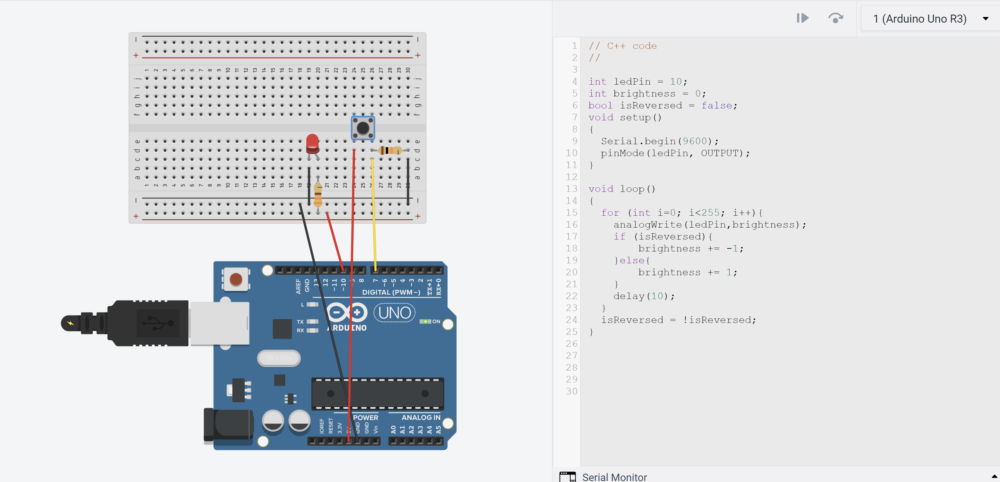 1 (Arduino Uno R3)
1 // C++ code
2 //
3
4 int ledPin = 10;
5 int brightness = 0;
6 bool isReversed = false;
7 void setup()
8 {
9 Serial.begin(9600);
10 pinMode(ledPin, OUTPUT);
11 }
12
13 void loop()
14 {
15 for (int i=0; i<255; i++){
16 analogWrite(ledPin,brightness);
17 if (isReversed){
18 brightness += -1;
19 }else{
20 brightness += 1;
21 }
22 delay(10);
23 }
24 isReversed = !isReversed;
25 }
26
27
28
29
30
Serial Monitor
− −
+ +
1 2 3 4 5 6 7 8 9 10 11 12 13 14 15 16 17 18 19 20 21 22 23 24 25 26 27 28 29 30
j j
i i
h h
g g
f f
e e
d d
c c
b b
a a
1 2 3 4 5 6 7 8 9 10 11 12 13 14 15 16 17 18 21 22 23 25 27 28 29
− −
+ +
AREF GND 13 12 ~11 ~10 8 7 ~6 ~5 4 ~3 2 TX→1 RX←0
DIGITAL (PWM~)
L
TX
RX
UNO
ARDUINO
ON
SPK16.000G
POWER
ANALOG IN
IOREF RESET 3.3V GND GND Vin A0 A1 A2 A3 A4 A5